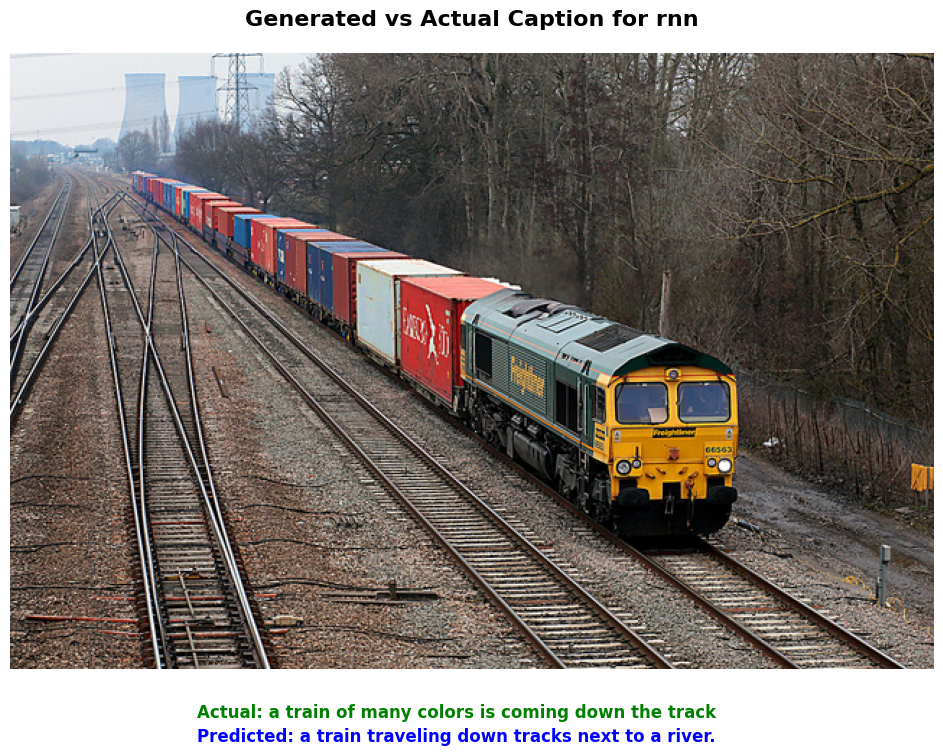 Generated vs Actual Caption for rnn
Freightliner
Freightliner
66563
Actual: a train of many colors is coming down the track
Predicted: a train traveling down tracks next to a river.